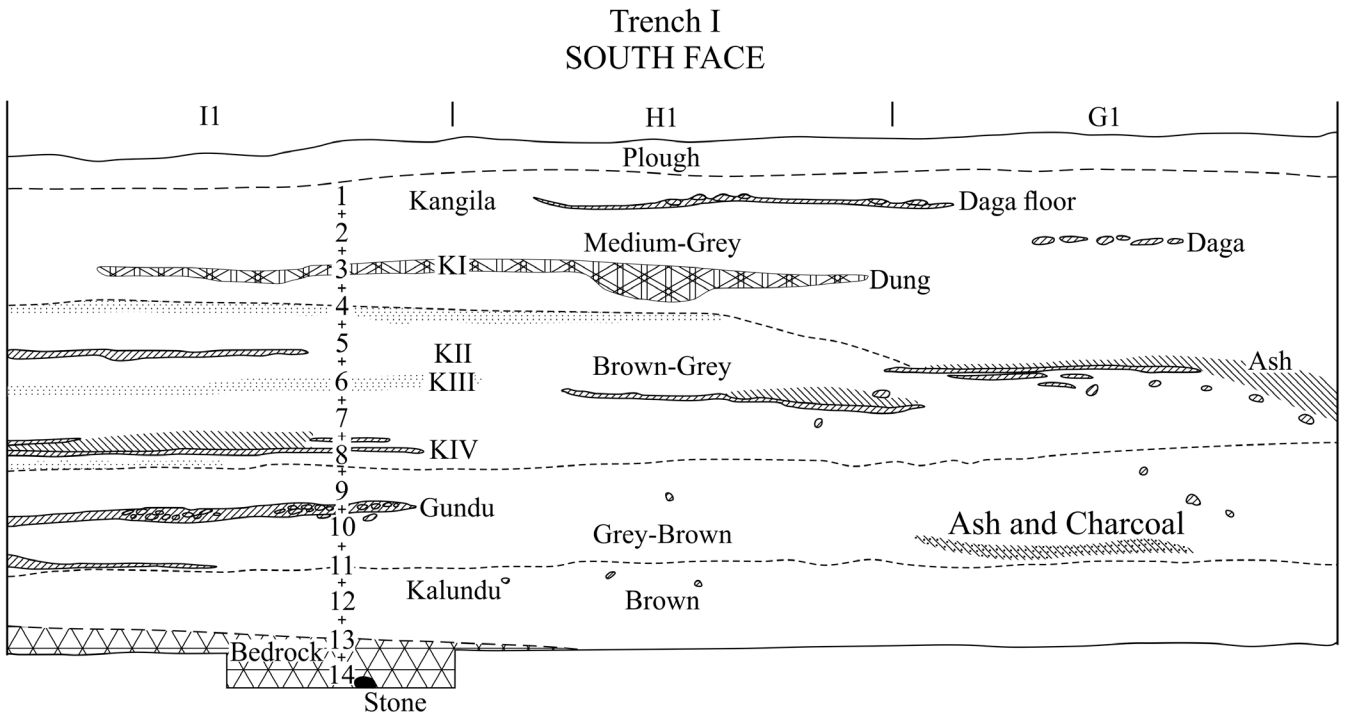 Trench I
SOUTH FACE
I1
H1
G1
Plough
1
Kangila
Daga floor
2
Medium-Grey
Daga
3
KI
Dung
4
5
KII
Brown-Grey
Ash
6
KIII
7
8
KIV
9
Gundu
10
Grey-Brown
Ash and Charcoal
11
Kalundu
12
Brown
13
Bedrock
14
Stone